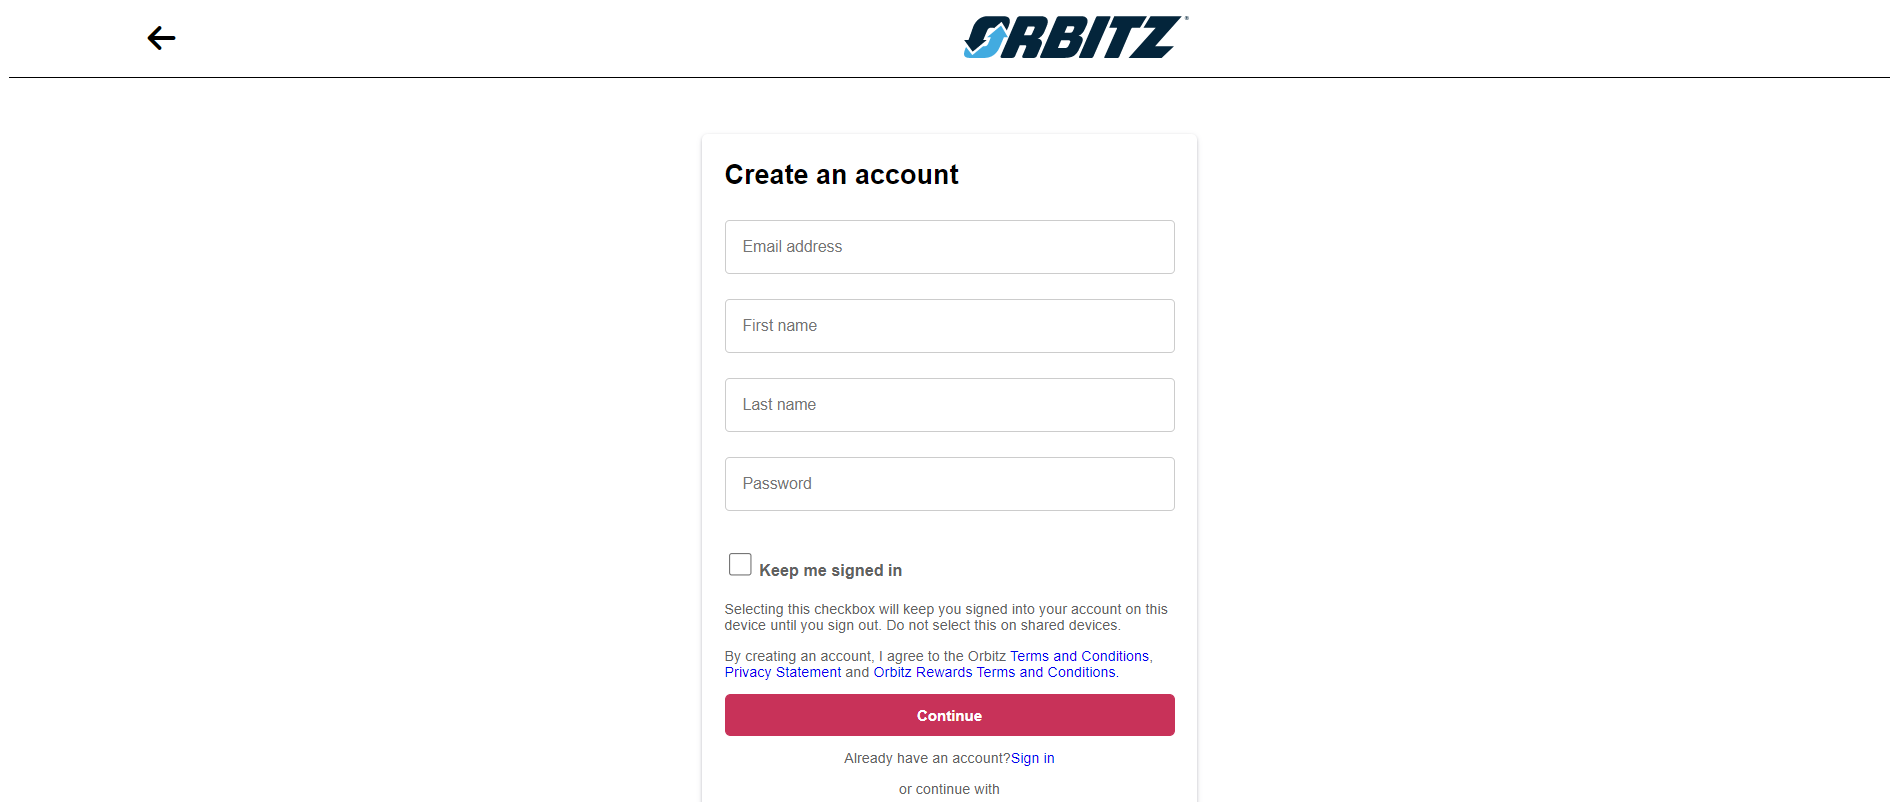 ORBITZ
Create an account
Email address
First name
Last name
Password
Keep me signed in
Selecting this checkbox will keep you signed into your account on this
device until you sign out. Do not select this on shared devices.
By creating an account, I agree to the Orbitz Terms and Conditions,
Privacy Statement and Orbitz Rewards Terms and Conditions.
Continue
Already have an account?Sign in
or continue with